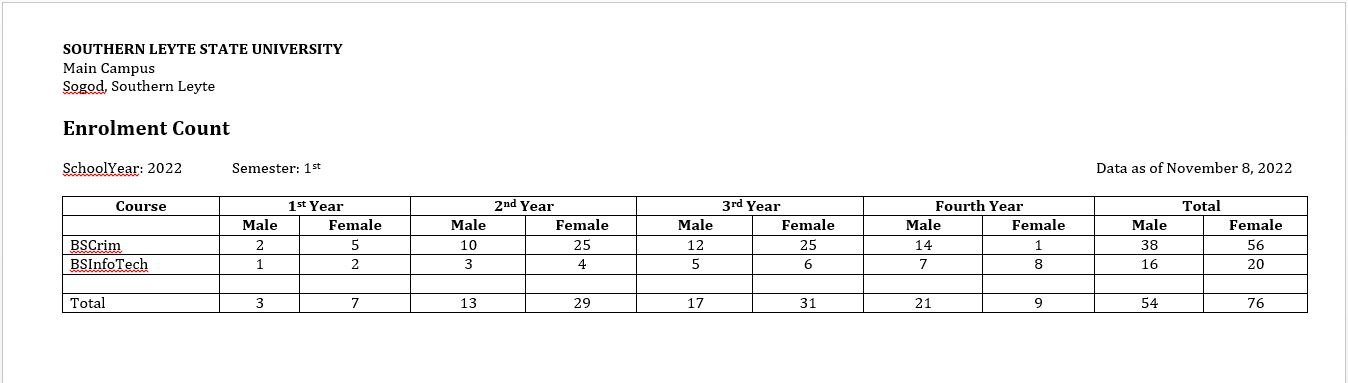 SOUTHERN LEYTE STATE UNIVERSITY
Main Campus
Sogod, Southern Leyte
Enrolment Count
SchoolYear: 2022 Semester: 1st Data as of November 8, 2022
Course 1st Year 2nd Year 3rd Year Fourth Year Total
Male Female Male Female Male Female Male Female Male Female
BSCrim 2 5 10 25 12 25 14 1 38 56
BSInfoTech 1 2 3 4 5 6 7 8 16 20
Total 3 7 13 29 17 31 21 9 54 76